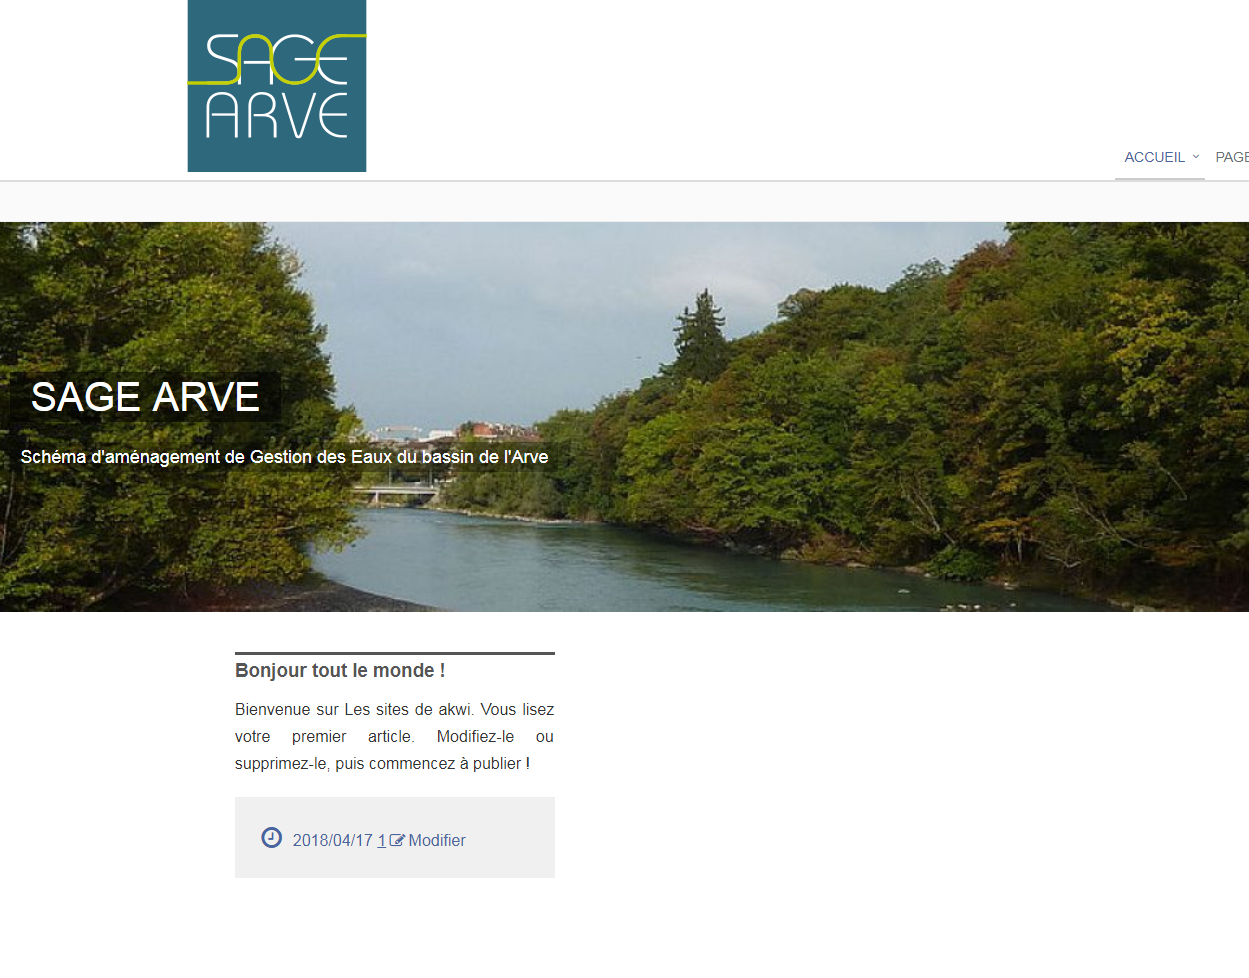 SAGE
ARVE
ACCUEIL PAGE
SAGE ARVE
Schéma d'aménagement de Gestion des Eaux du bassin de l'Arve
Bonjour tout le monde !
Bienvenue sur Les sites de akwi. Vous lisez
votre premier article. Modifiez-le ou
supprimez-le, puis commencez à publier !
2018/04/17 1 Modifier